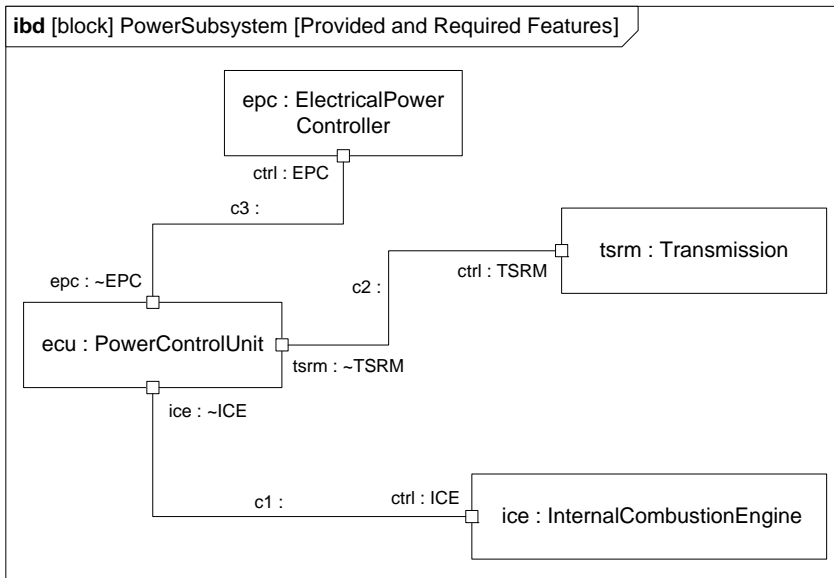 ibd [block] PowerSubsystem [Provided and Required Features]
epc : ElectricalPower
Controller
ctrl : EPC
c3 :
tsrm : Transmission
ctrl : TSRM
epc : ~EPC
c2 :
ecu : PowerControlUnit
tsrm : ~TSRM
ice : ~ICE
c1 :
ctrl : ICE
ice : InternalCombustionEngine